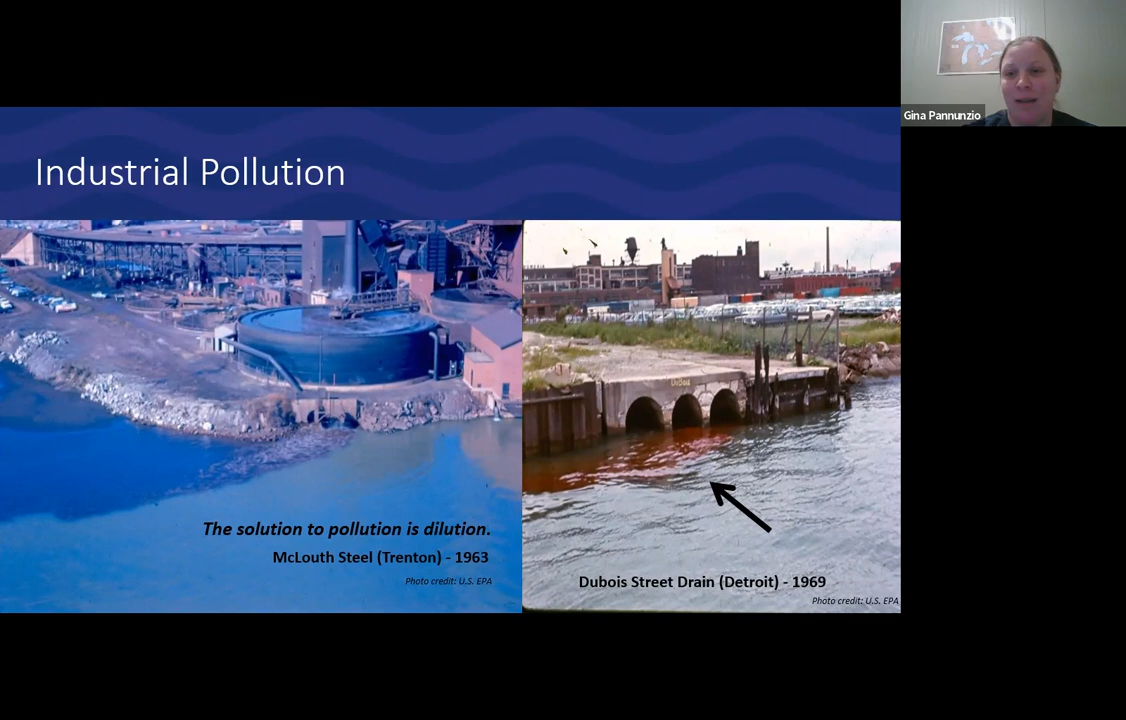 Gina Pannunzio
Industrial Pollution
The solution to pollution is dilution.
McLouth Steel (Trenton) - 1963
Photo credit: U.S. EPA
Dubois Street Drain (Detroit) - 1969
Photo credit: U.S. EPA